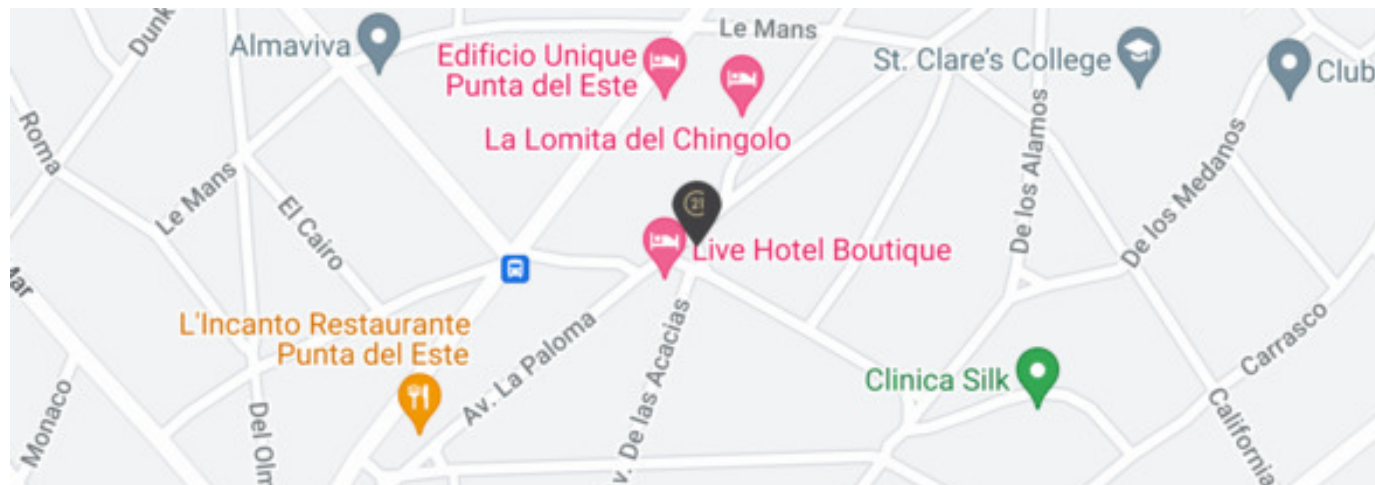 Le Mans
Dunk
Almaviva
Edificio Unique
Punta del Este
St. Clare's College
Club
La Lomita del Chingolo
Roma
De los Alamos
De los Medanos
Le Mans
El Cairo
21
Live Hotel Boutique
Mar
L'Incanto Restaurante
Punta del Este
Av. La Paloma
v. De las Acacias
Clinica Silk
Carrasco
Monaco
Del Olm
California